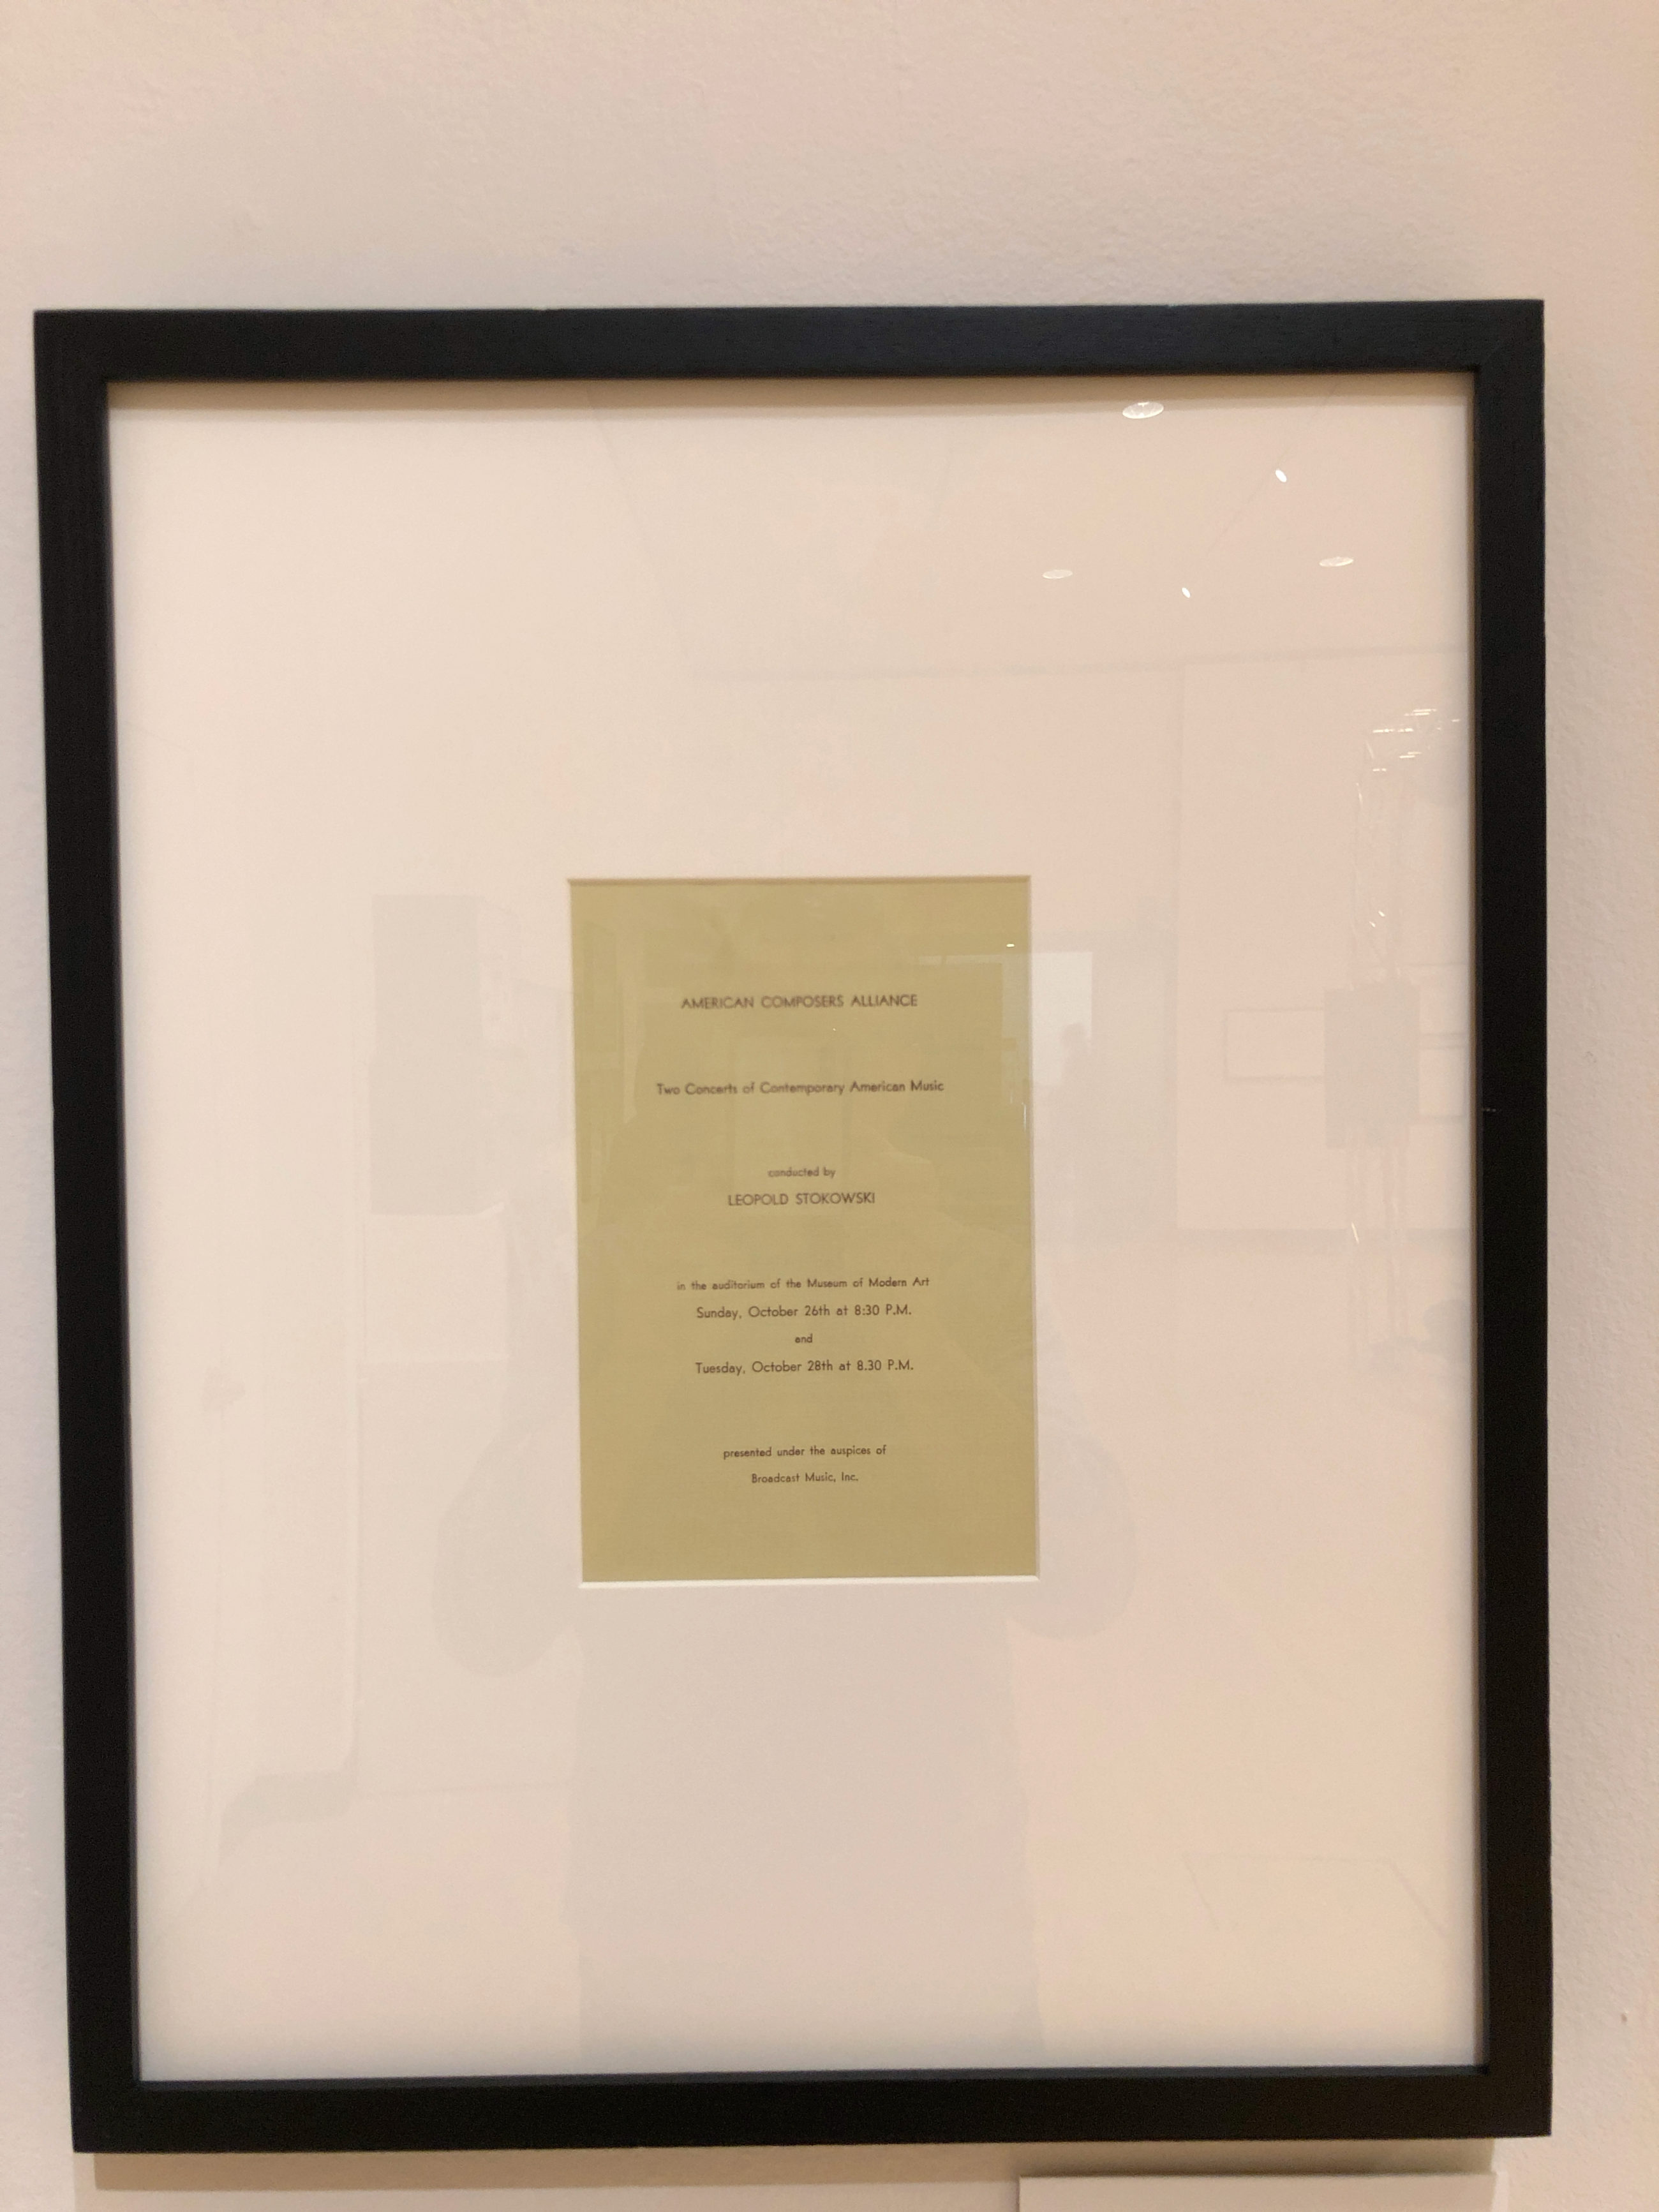 AMERICAN COMPOSERS ALLIANCE
Two Concerts of Contemporary American Music
conducted by
LEOPOLD STOKOWSKI
in the auditorium of the Museum of Modern Art
Sunday, October 26th at 8:30 P.M.
and
Tuesday, October 28th at 8.30 P.M.
presented under the auspices of
Broadcast Music, Inc.